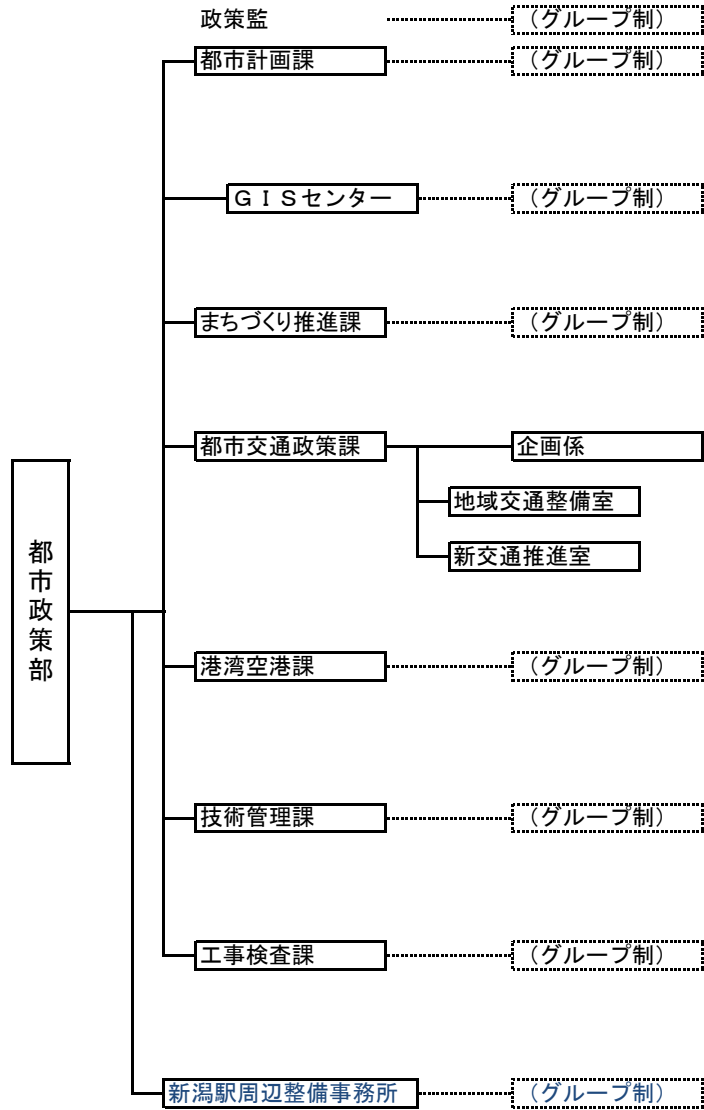 政策監 （グループ制）
都市計画課 （グループ制）
ＧＩＳセンター （グループ制）
まちづくり推進課 （グループ制）
都市交通政策課 企画係
地域交通整備室
新交通推進室
都市政策部
港湾空港課 （グループ制）
技術管理課 （グループ制）
工事検査課 （グループ制）
新潟駅周辺整備事務所 （グループ制）